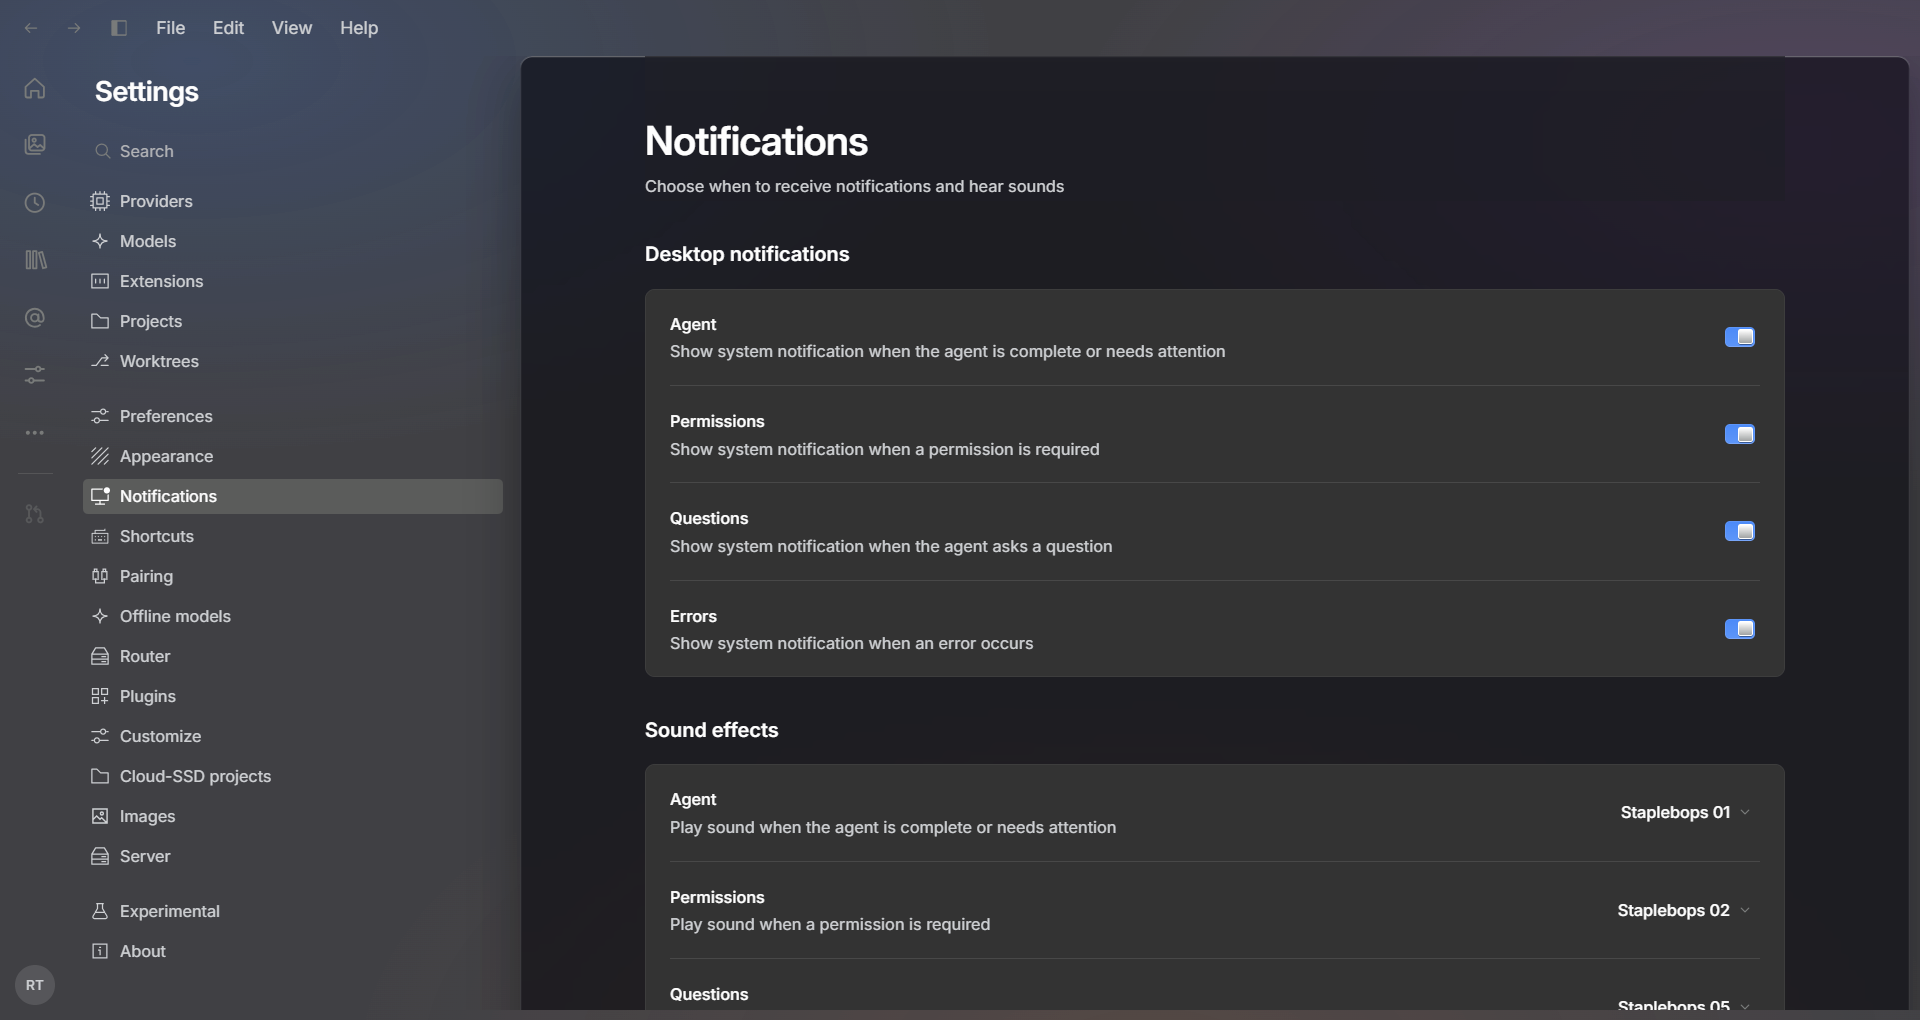 File Edit View Help
Settings
Search
Providers
Models
Extensions
Projects
Worktrees
Preferences
Appearance
Notifications
Shortcuts
Pairing
Offline models
Router
Plugins
Customize
Cloud-SSD projects
Images
Server
Experimental
About
RT
Notifications
Choose when to receive notifications and hear sounds
Desktop notifications
Agent
Show system notification when the agent is complete or needs attention
Permissions
Show system notification when a permission is required
Questions
Show system notification when the agent asks a question
Errors
Show system notification when an error occurs
Sound effects
Agent
Play sound when the agent is complete or needs attention
Staplebops 01
Permissions
Play sound when a permission is required
Staplebops 02
Questions
Staplebops 05